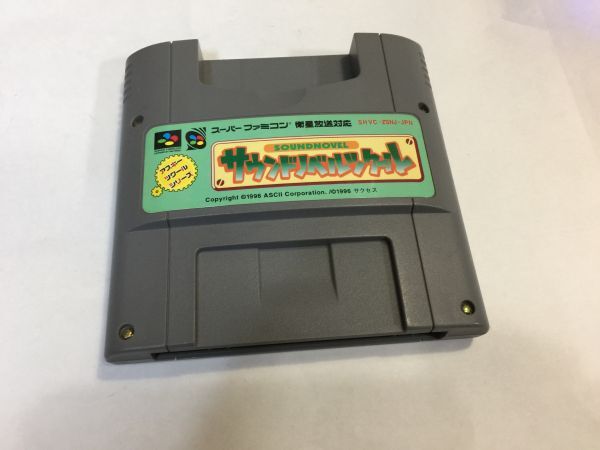 スーパーファミコン 衛星放送対応 SHVC-ZSNJ-JPN
SOUNDNOVEL
サウンドノベルツクール
アスキー
ツクール
シリーズ
Copyright ©1996 ASCII Corporation. /©1996 サクセス